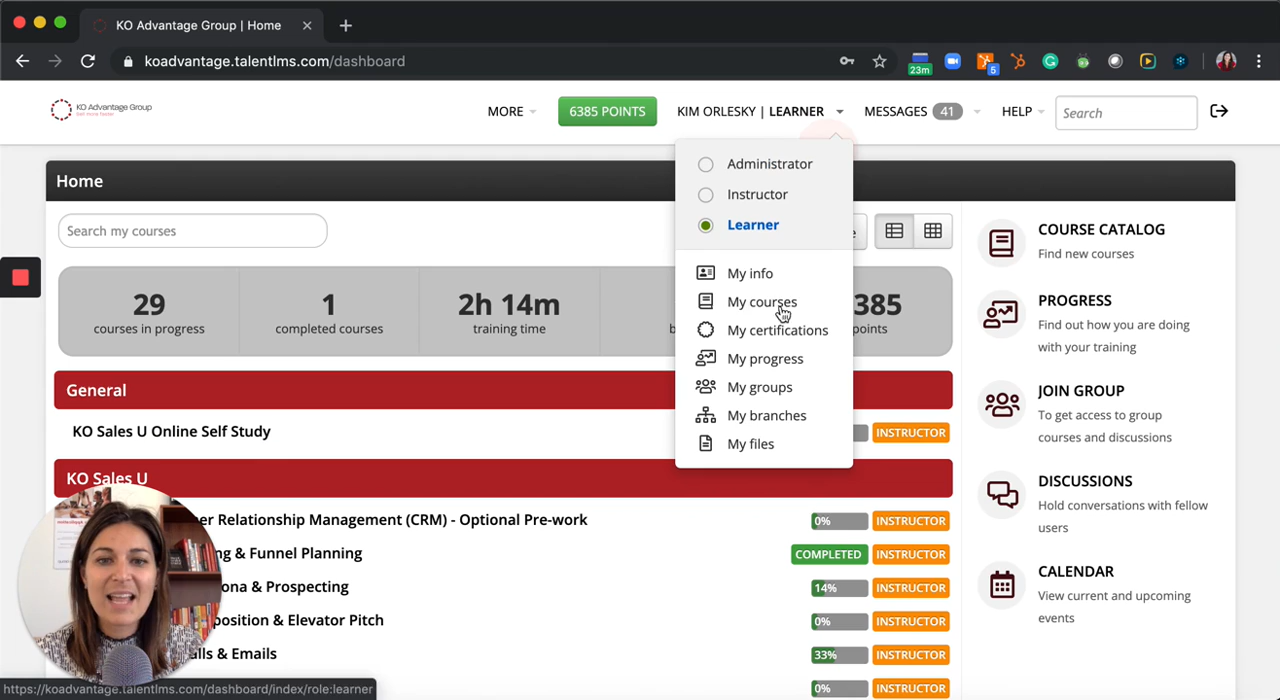 KO Advantage Group | Home
koadvantage.talentlms.com/dashboard
23m
5
KO Advantage Group
Sell more faster
MORE
6385 POINTS
KIM ORLESKY | LEARNER
MESSAGES 41
HELP
Search
Administrator
Instructor
Learner
My info
My courses
My certifications
My progress
My groups
My branches
My files
Home
Search my courses
29
courses in progress
1
completed courses
2h 14m
training time
385
points
General
KO Sales U Online Self Study
INSTRUCTOR
KO Sales U
er Relationship Management (CRM) - Optional Pre-work
0% INSTRUCTOR
g & Funnel Planning
COMPLETED INSTRUCTOR
ona & Prospecting
14% INSTRUCTOR
position & Elevator Pitch
0% INSTRUCTOR
lls & Emails
33% INSTRUCTOR
0% INSTRUCTOR
COURSE CATALOG
Find new courses
PROGRESS
Find out how you are doing
with your training
JOIN GROUP
To get access to group
courses and discussions
DISCUSSIONS
Hold conversations with fellow
users
CALENDAR
View current and upcoming
events
https://koadvantage.talentlms.com/dashboard/index/role:learner